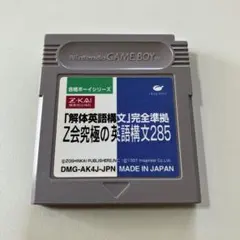 Nintendo GAME BOY
合格ボーイシリーズ
Z-KAI
「解体英語構文」完全準拠
Z会究極の英語構文285
DMG-AK4J-JPN MADE IN JAPAN